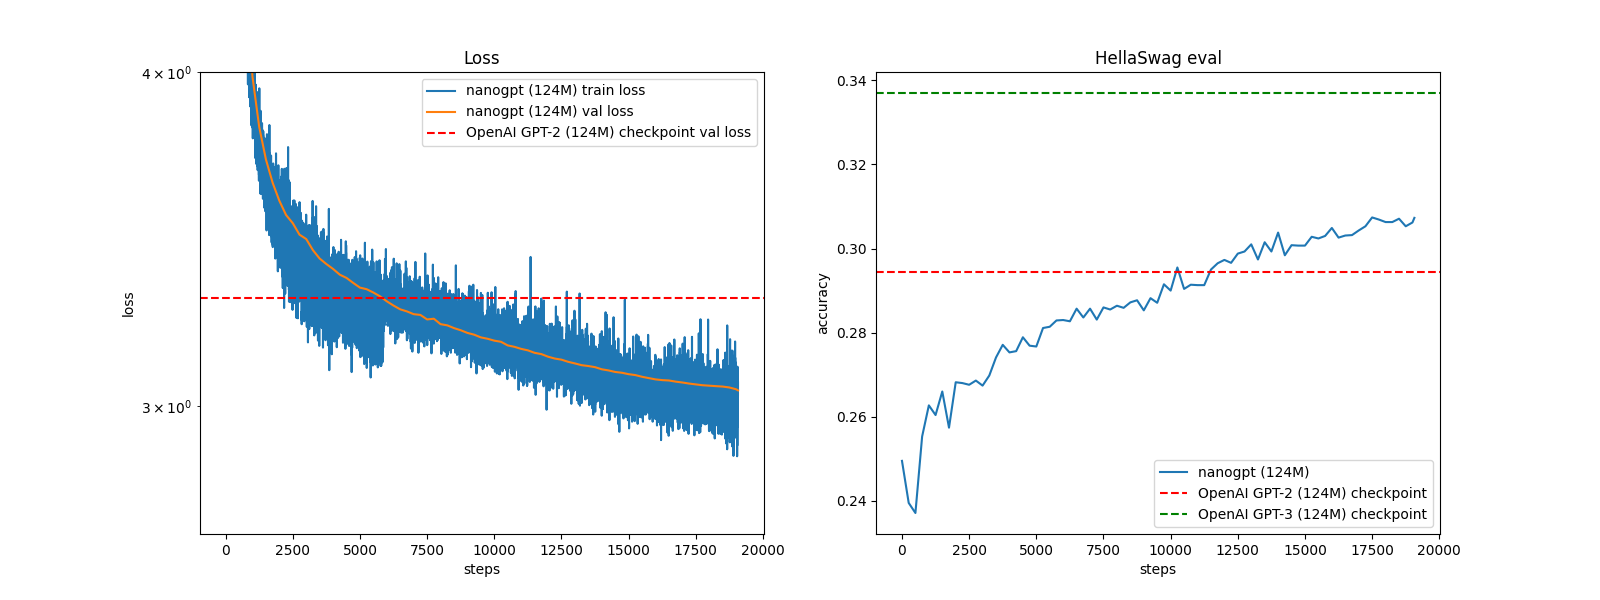 Loss
4 × 10⁰
3 × 10⁰
loss
nanogpt (124M) train loss
nanogpt (124M) val loss
OpenAI GPT-2 (124M) checkpoint val loss
0 2500 5000 7500 10000 12500 15000 17500 20000
steps
HellaSwag eval
0.34
0.32
0.30
0.28
0.26
0.24
accuracy
nanogpt (124M)
OpenAI GPT-2 (124M) checkpoint
OpenAI GPT-3 (124M) checkpoint
0 2500 5000 7500 10000 12500 15000 17500 20000
steps